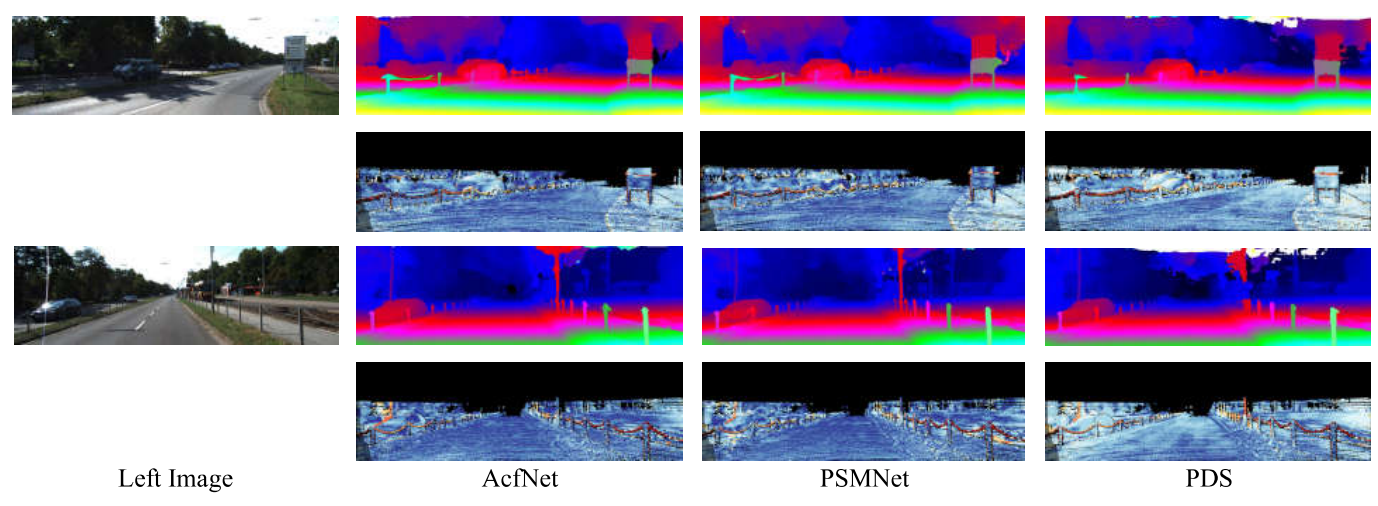 Left Image
AcfNet
PSMNet
PDS